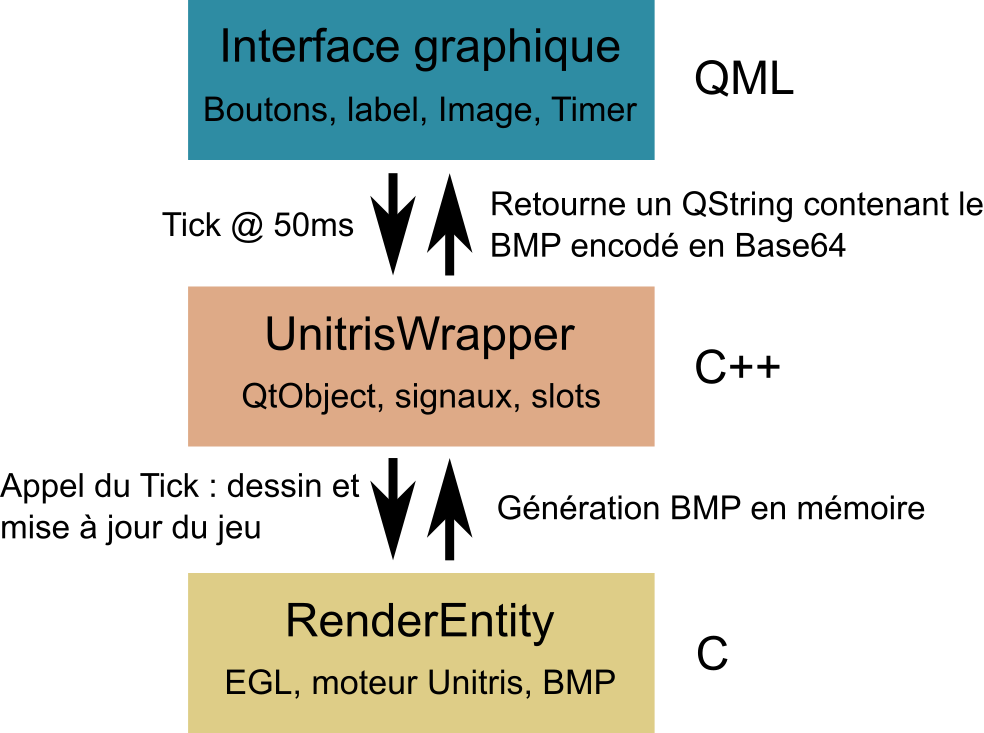 Interface graphique
Boutons, label, Image, Timer
QML
Tick @ 50ms
Retourne un QString contenant le
BMP encodé en Base64
UnitrisWrapper
QtObject, signaux, slots
C++
Appel du Tick : dessin et
mise à jour du jeu
Génération BMP en mémoire
RenderEntity
EGL, moteur Unitris, BMP
C